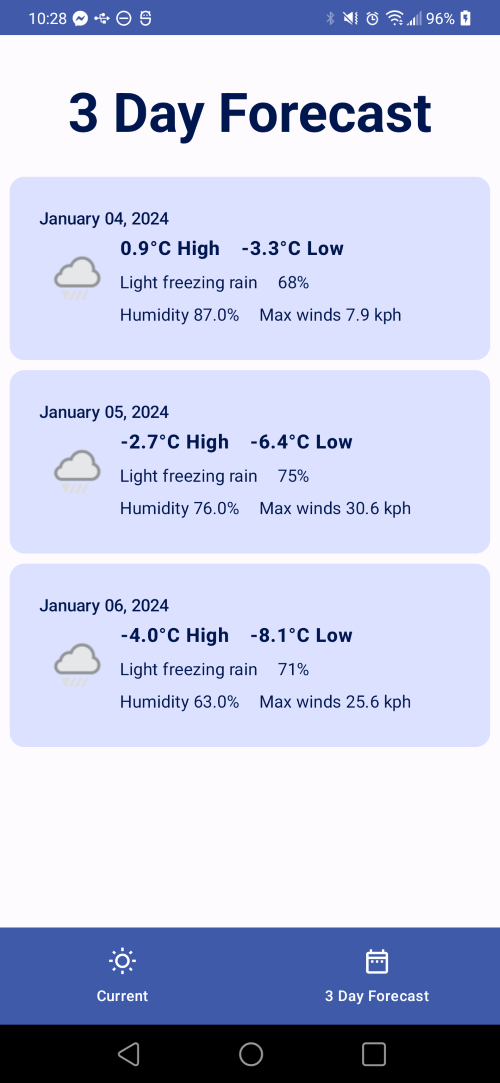 10:28 96%
3 Day Forecast
January 04, 2024
0.9°C High -3.3°C Low
Light freezing rain 68%
Humidity 87.0% Max winds 7.9 kph
January 05, 2024
-2.7°C High -6.4°C Low
Light freezing rain 75%
Humidity 76.0% Max winds 30.6 kph
January 06, 2024
-4.0°C High -8.1°C Low
Light freezing rain 71%
Humidity 63.0% Max winds 25.6 kph
Current 3 Day Forecast